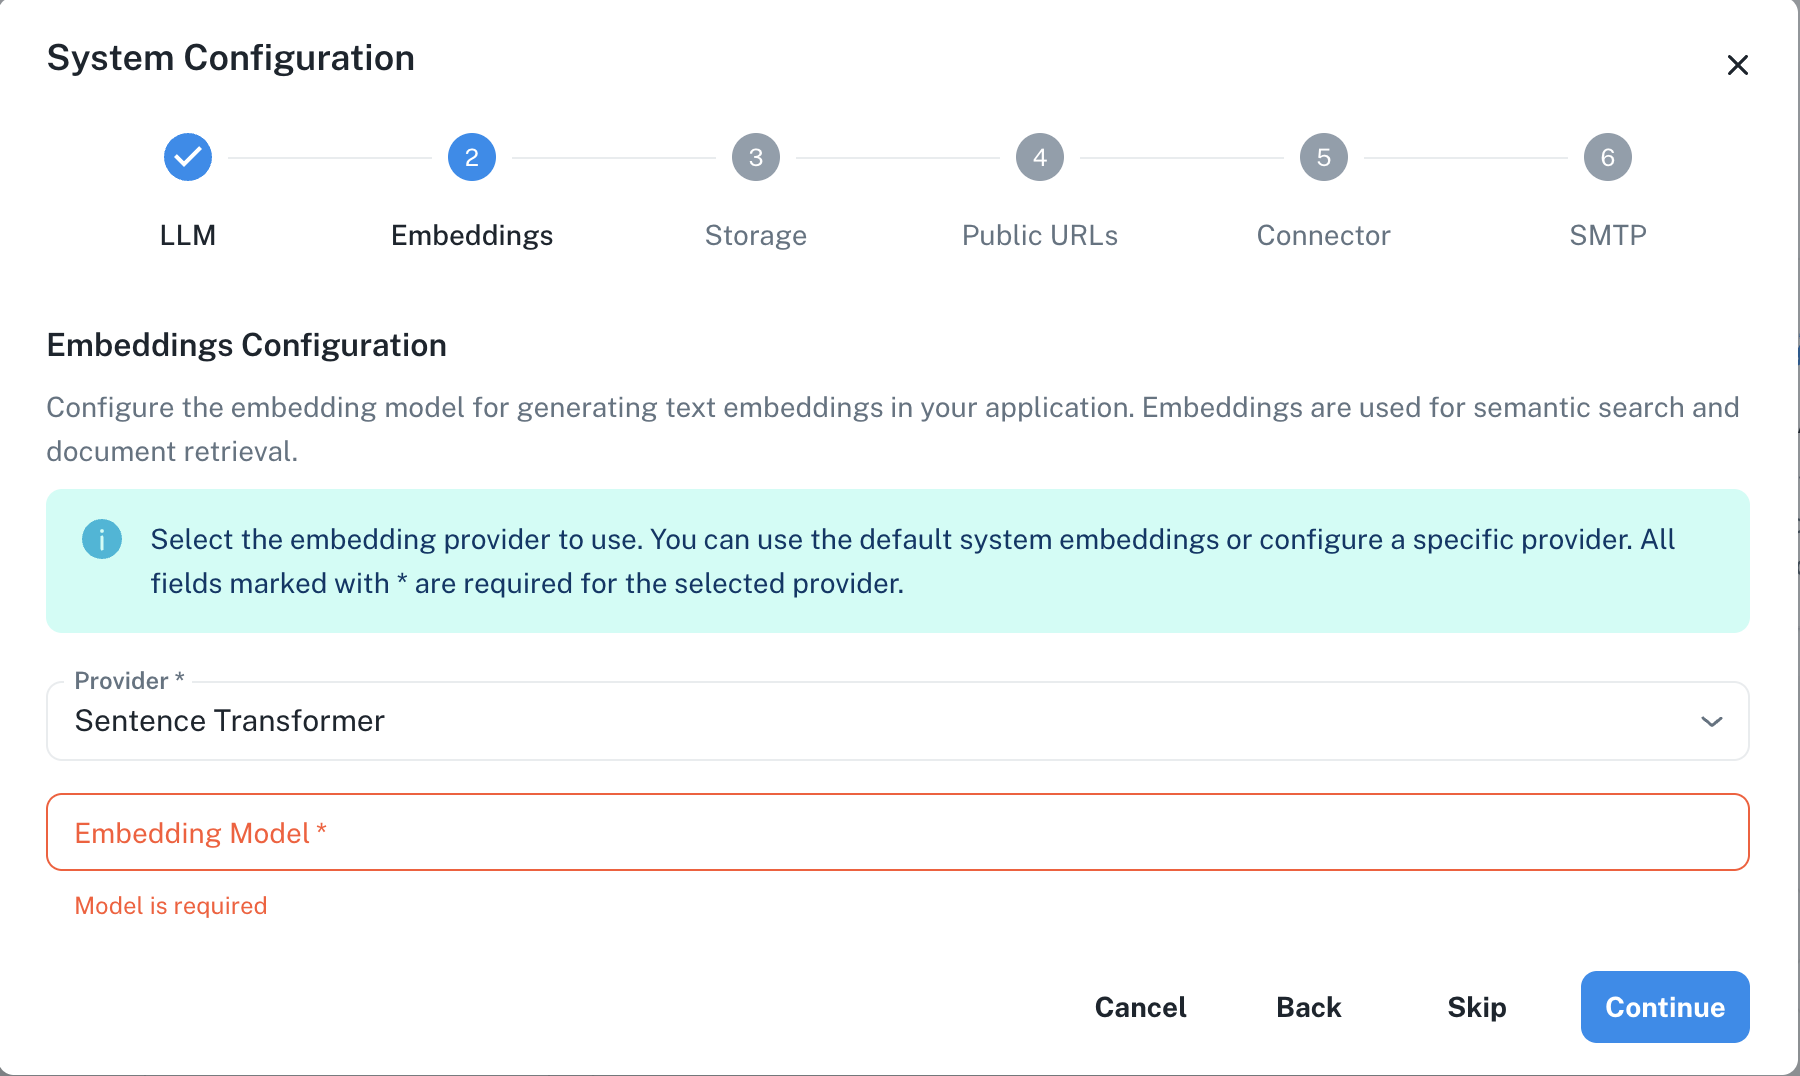 System Configuration
2
3
4
5
6
LLM
Embeddings
Storage
Public URLs
Connector
SMTP
Embeddings Configuration
Configure the embedding model for generating text embeddings in your application. Embeddings are used for semantic search and
document retrieval.
Select the embedding provider to use. You can use the default system embeddings or configure a specific provider. All
fields marked with * are required for the selected provider.
Provider *
Sentence Transformer
Embedding Model *
Model is required
Cancel
Back
Skip
Continue